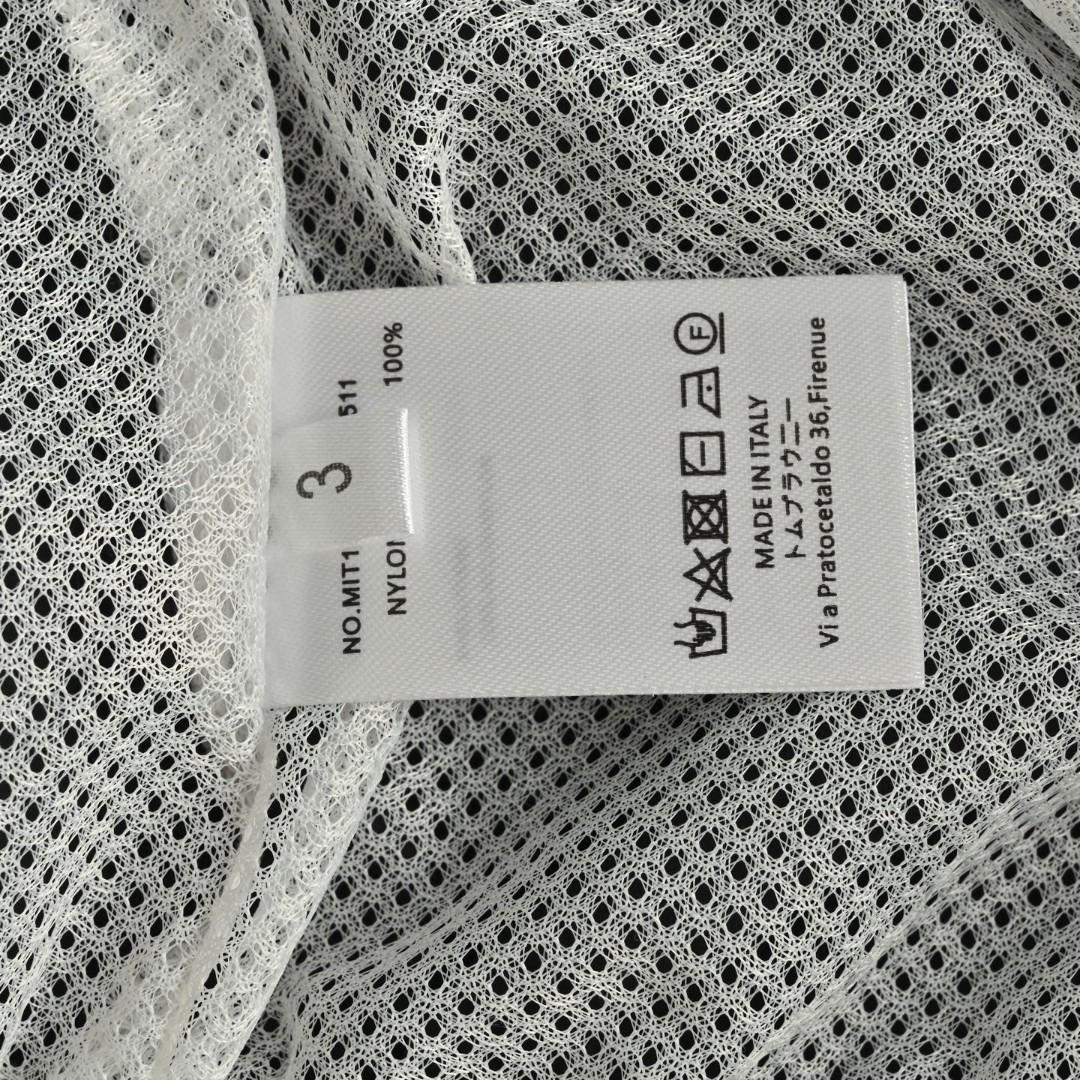 NO.MIT1 511
3
NYLON 100%
MADE IN ITALY
トムブラウニー
Via Pratocetaldo 36,Firenue
F